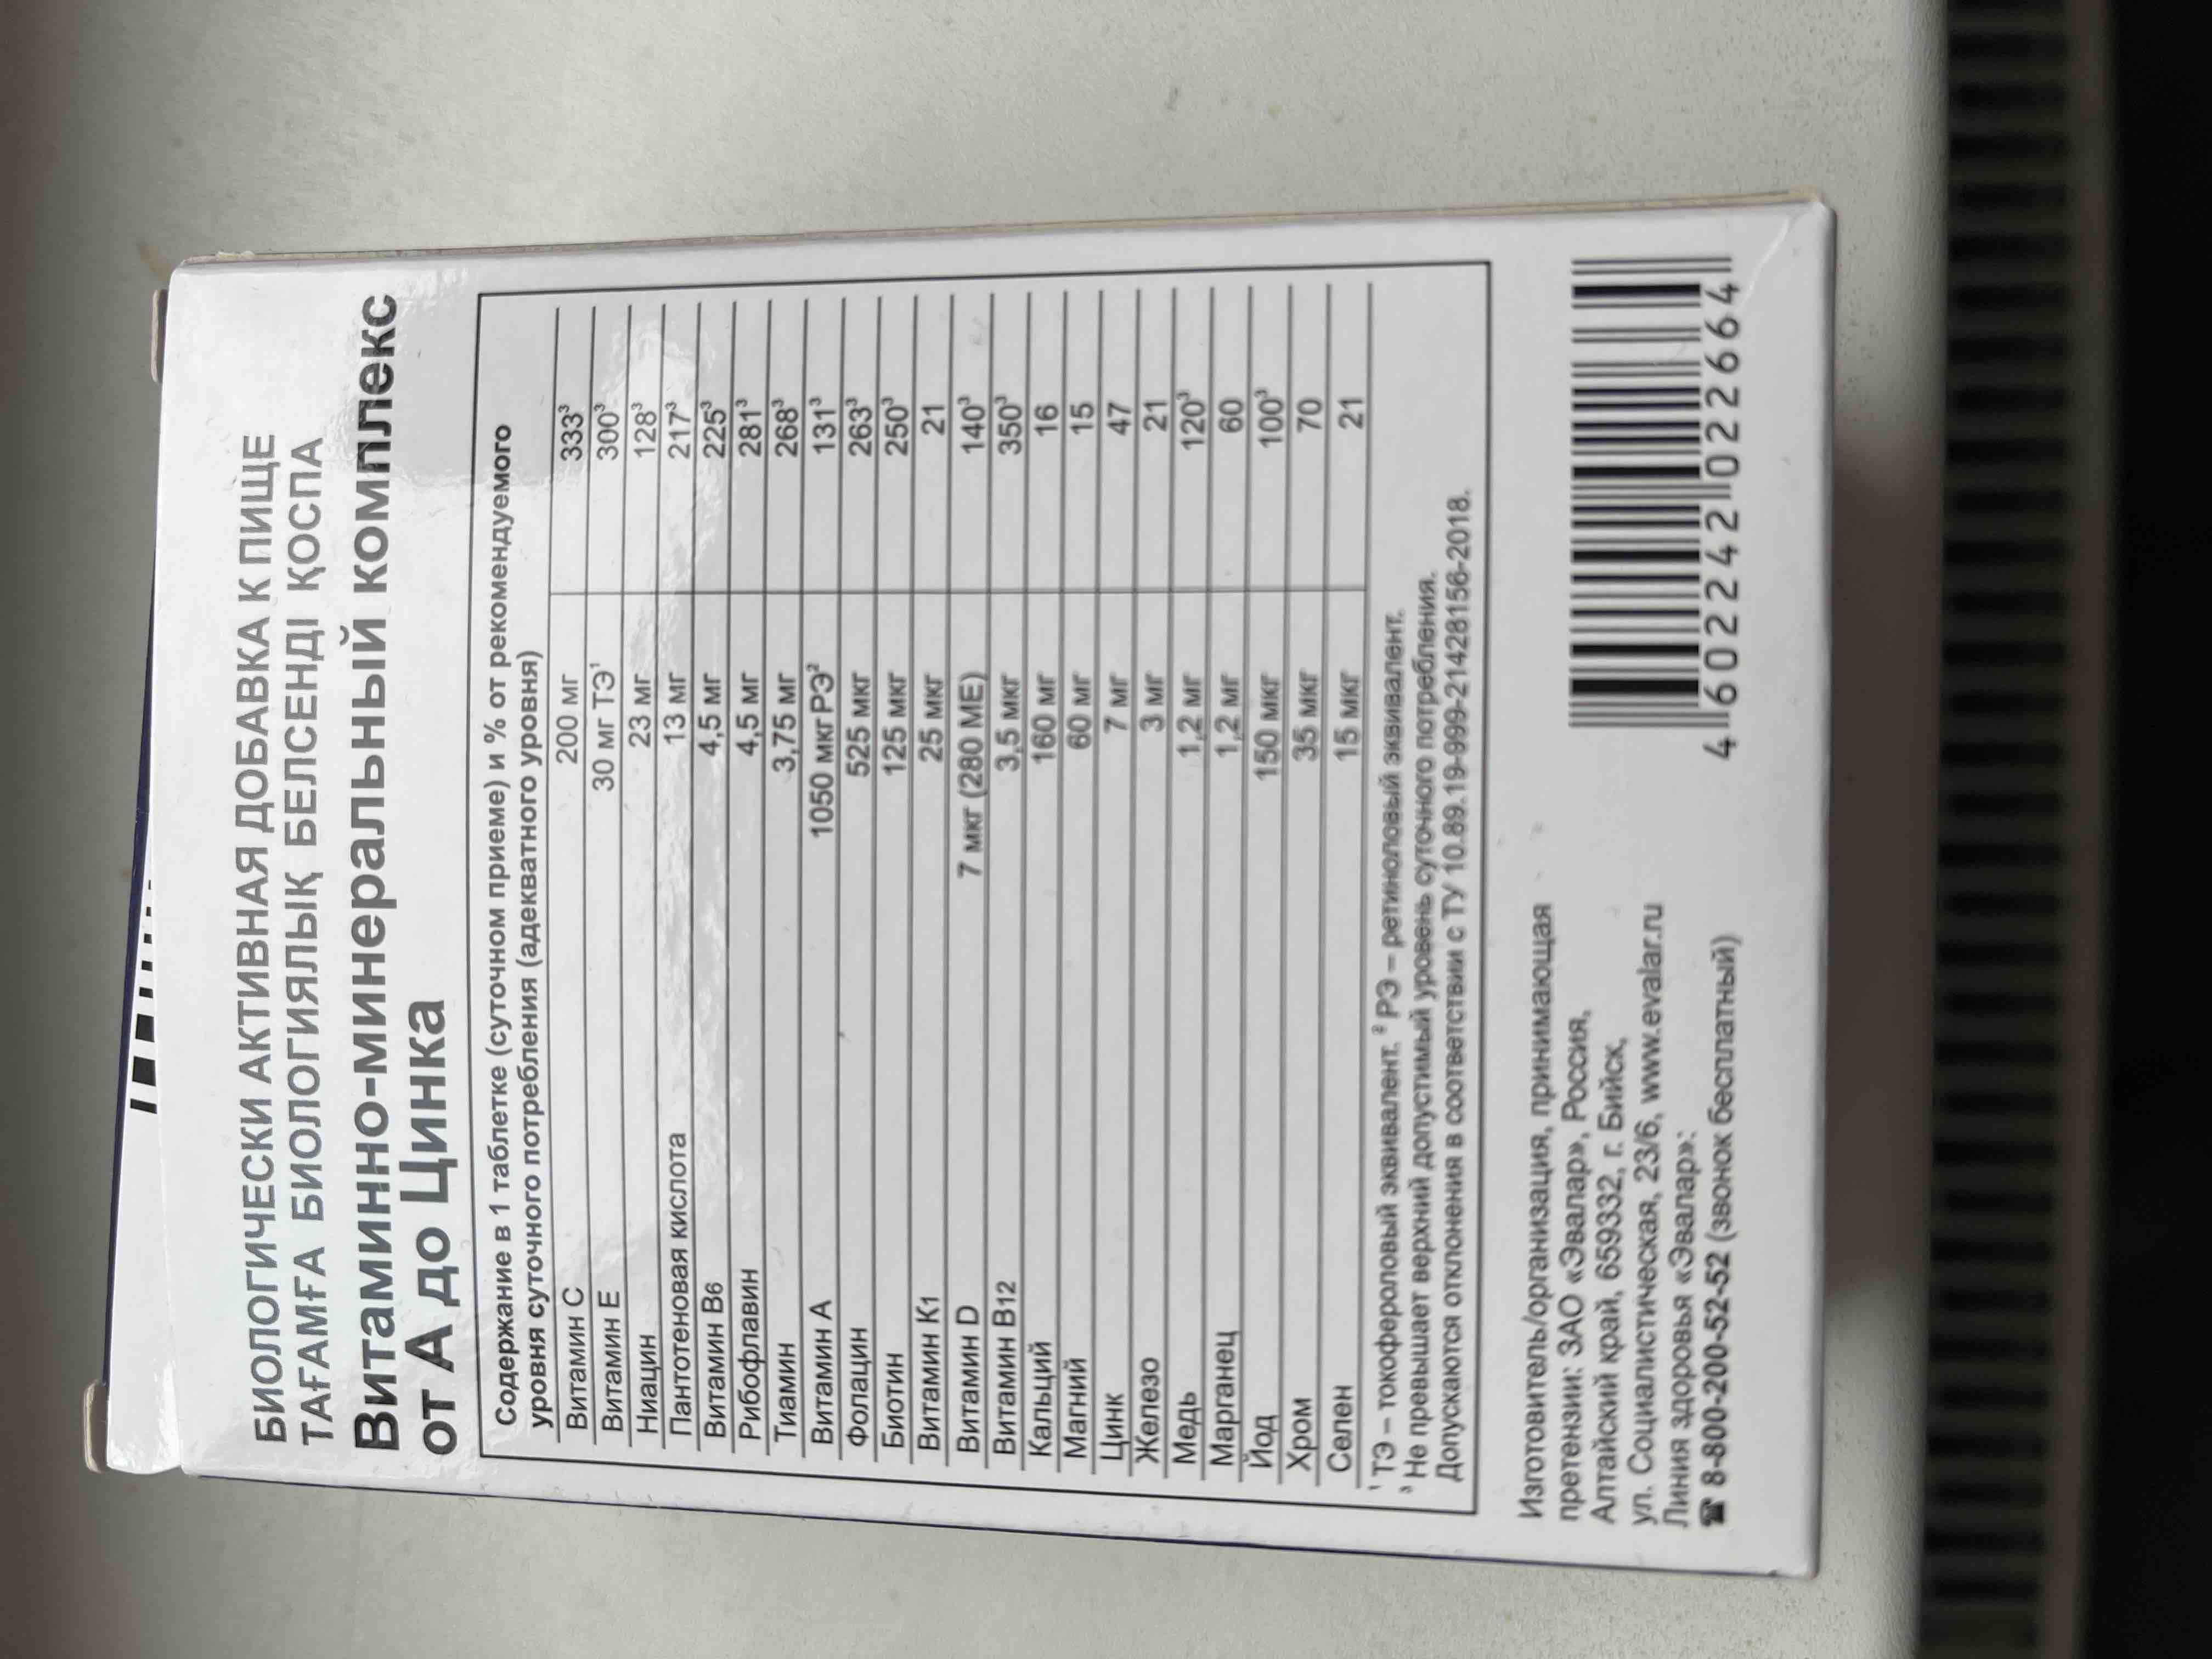 БИОЛОГИЧЕСКИ АКТИВНАЯ ДОБАВКА К ПИЩЕ
ТАҒАМҒА БИОЛОГИЯЛЫҚ БЕЛСЕНДІ ҚОСПА
Витаминно-минеральный комплекс
от А до Цинка
Содержание в 1 таблетке (суточном приеме) и % от рекомендуемого
уровня суточного потребления (адекватного уровня)
Витамин С 200 мг 333³
Витамин Е 30 мг ТЭ¹ 300³
Ниацин 23 мг 128³
Пантотеновая кислота 13 мг 217³
Витамин В6 4,5 мг 225³
Рибофлавин 4,5 мг 281³
Тиамин 3,75 мг 268³
Витамин А 1050 мкг РЭ² 131³
Фолацин 525 мкг 263³
Биотин 125 мкг 250³
Витамин К1 25 мкг 21
Витамин D 7 мкг (280 МЕ) 140³
Витамин В12 3,5 мкг 350³
Кальций 160 мг 16
Магний 60 мг 15
Цинк 7 мг 47
Железо 3 мг 21
Медь 1,2 мг 120³
Марганец 1,2 мг 60
Йод 150 мкг 100³
Хром 35 мкг 70
Селен 15 мкг 21
¹ ТЭ – токофероловый эквивалент. ² РЭ – ретиноловый эквивалент.
³ Не превышает верхний допустимый уровень суточного потребления.
Допускаются отклонения в соответствии с ТУ 10.89.19-999-21428156-2018.
Изготовитель/организация, принимающая
претензии: ЗАО «Эвалар», Россия,
Алтайский край, 659332, г. Бийск,
ул. Социалистическая, 23/6, www.evalar.ru
Линия здоровья «Эвалар»:
☎ 8-800-200-52-52 (звонок бесплатный)
4 602242 022664